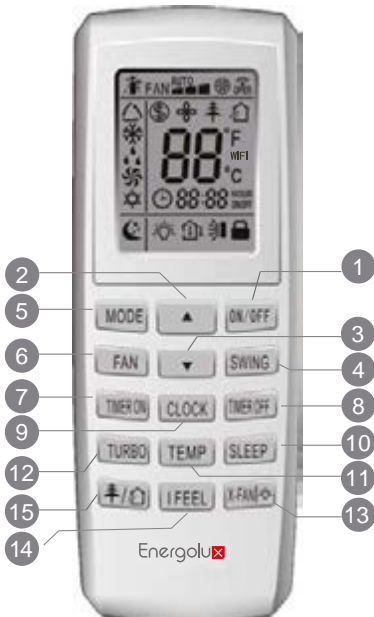 FAN AUTO OPER
88 °F
WIFI
°C
88:88 HOUR
ON/OFF
2 1
5 MODE ▲ ON/OFF
3
6 FAN ▼ SWING
4
7 TIMER ON CLOCK TIMER OFF 8
9 10
12 TURBO TEMP SLEEP
11
15 I FEEL X-FAN
13
14
Energolux